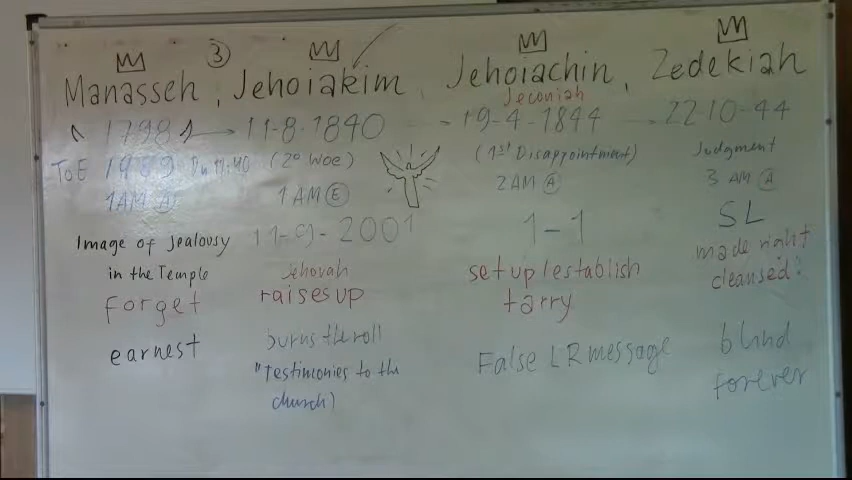 ③
Manasseh, Jehoiakim, Jehoiachin, Zedekiah
Jeconiah
1798 11-8-1840 19-4-1844 22-10-44
ToE 1989 Dn 11:40 (2° Woe) (1st Disappointment) Judgment
1AM Ⓐ 1AM Ⓔ 2AM Ⓐ 3 AM Ⓐ
Image of Jealousy 11-9-2001 1-1 SL
in the Temple Jehovah set up/establish made right
forget raises up tarry cleansed
earnest burns the roll False LR message blind
"Testimonies to the forever
church)